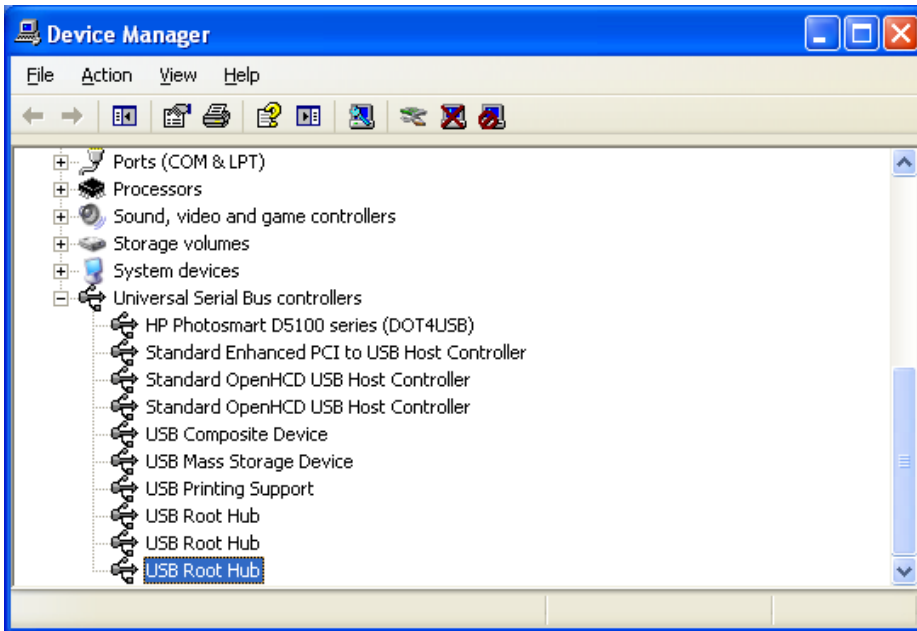 Device Manager
File Action View Help
Ports (COM & LPT)
Processors
Sound, video and game controllers
Storage volumes
System devices
Universal Serial Bus controllers
HP Photosmart D5100 series (DOT4USB)
Standard Enhanced PCI to USB Host Controller
Standard OpenHCD USB Host Controller
Standard OpenHCD USB Host Controller
USB Composite Device
USB Mass Storage Device
USB Printing Support
USB Root Hub
USB Root Hub
USB Root Hub